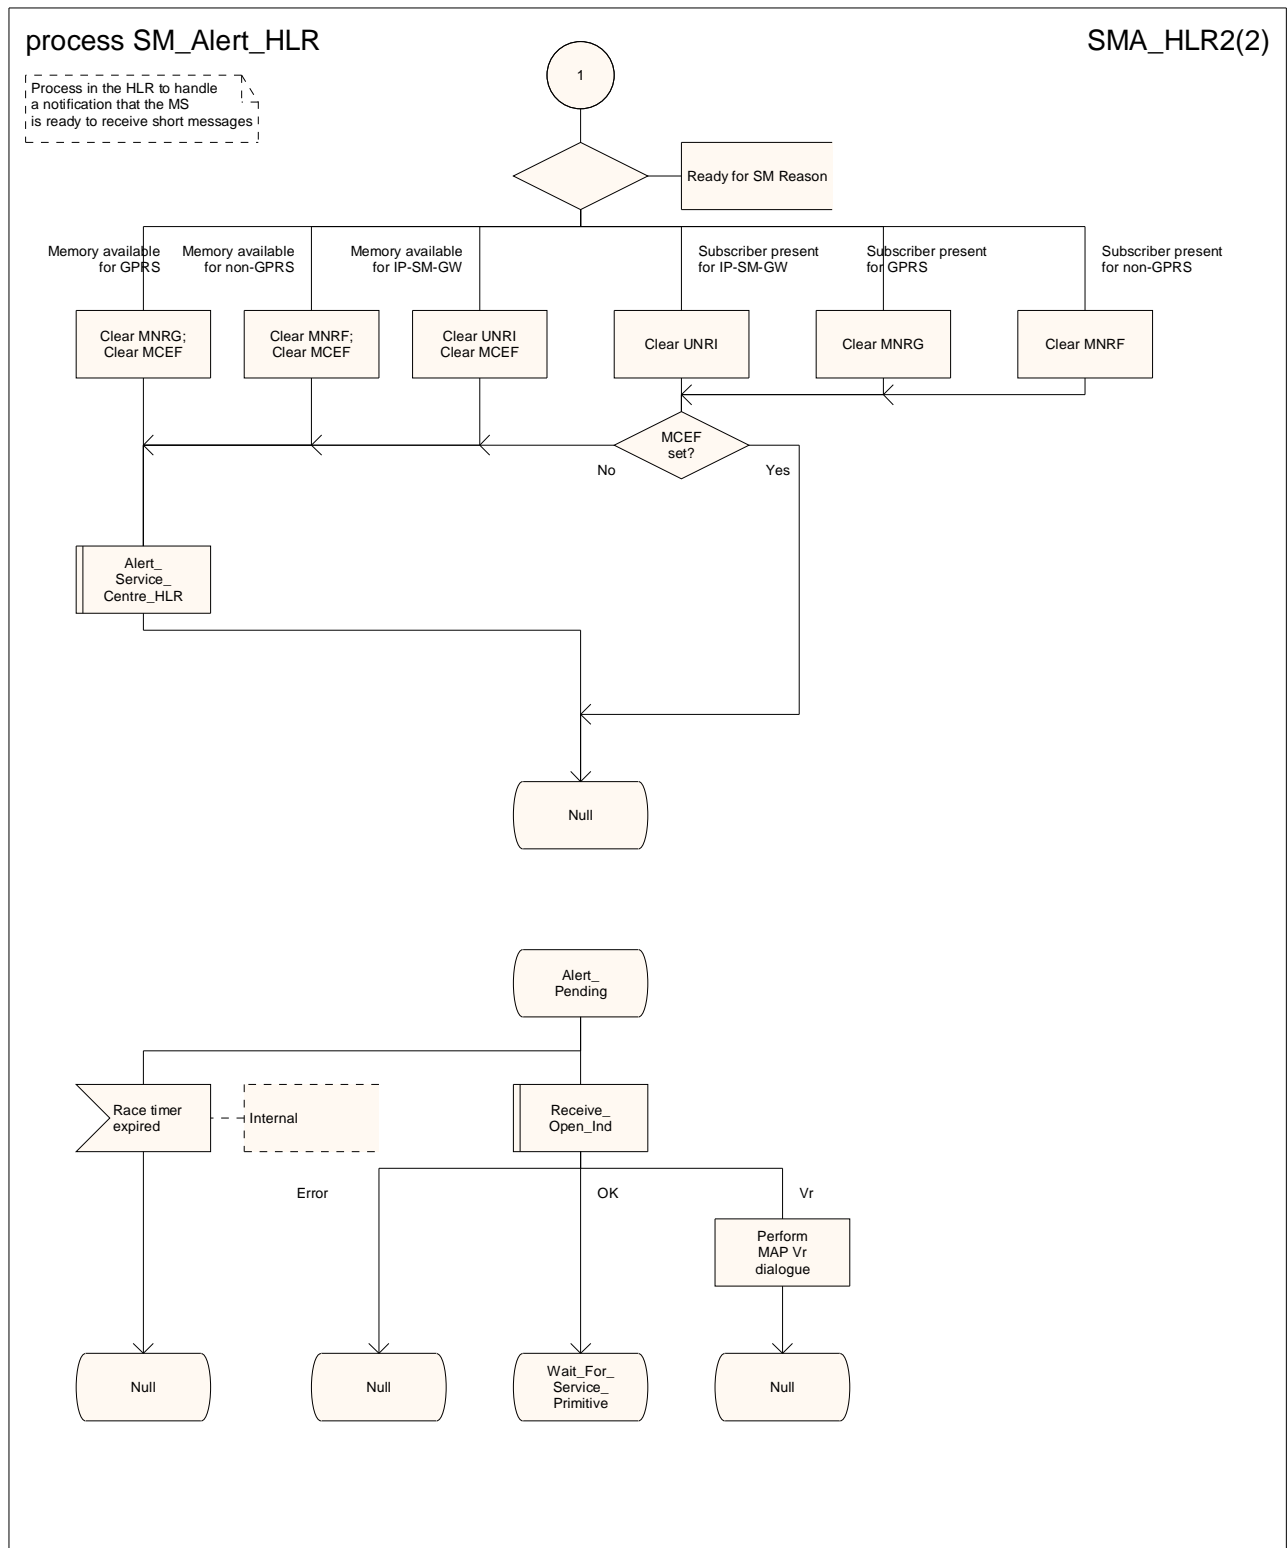 process SM_Alert_HLR
SMA_HLR2(2)
Process in the HLR to handle
a notification that the MS
is ready to receive short messages
1
Ready for SM Reason
Memory available
for GPRS
Memory available
for non-GPRS
Memory available
for IP-SM-GW
Subscriber present
for IP-SM-GW
Subscriber present
for GPRS
Subscriber present
for non-GPRS
Clear MNRG;
Clear MCEF
Clear MNRF;
Clear MCEF
Clear UNRI
Clear MCEF
Clear UNRI
Clear MNRG
Clear MNRF
MCEF
set?
No
Yes
Alert_
Service_
Centre_HLR
Null
Alert_
Pending
Race timer
expired
Internal
Receive_
Open_Ind
Error
OK
Vr
Perform
MAP Vr
dialogue
Null
Null
Wait_For_
Service_
Primitive
Null